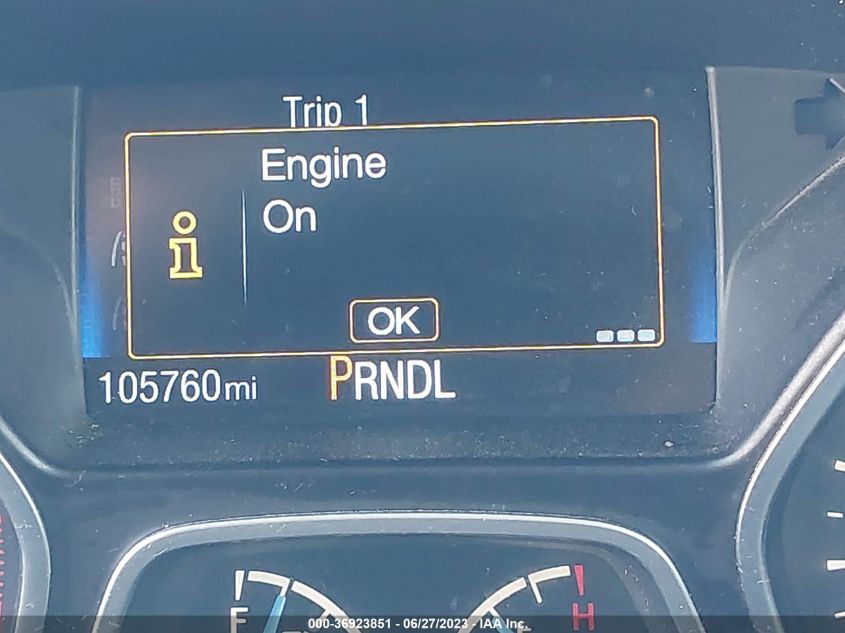 Trip 1
Engine
On
OK
105760mi
PRNDL
F
H
000-36923851 - 06/27/2023 - IAA Inc.